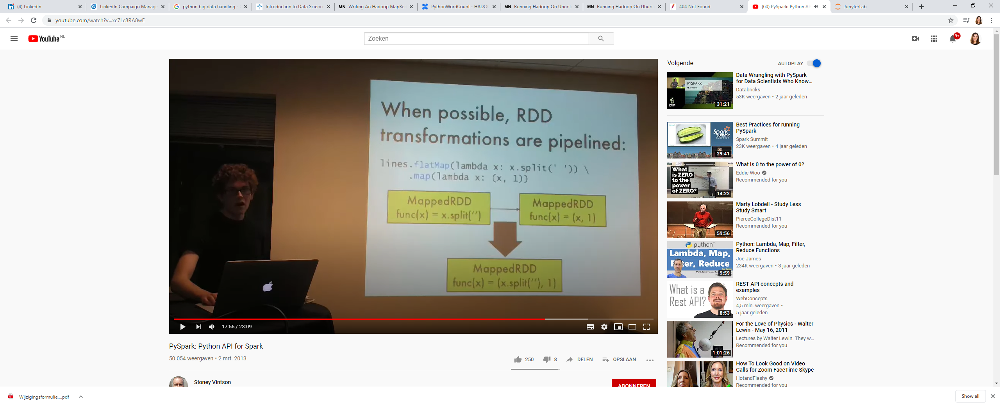 (4) LinkedIn
LinkedIn Campaign Manage
python big data handling -
Introduction to Data Science
MN Writing An Hadoop MapRe
PythonWordCount - HADO
MN Running Hadoop On Ubunt
MN Running Hadoop On Ubunt
404 Not Found
(60) PySpark: Python AP
JupyterLab
youtube.com/watch?v=xc7Lc8RA8wE
YouTube NL
Zoeken
9+
When possible, RDD
transformations are pipelined:
lines.flatMap(lambda x: x.split(' ')) \
.map(lambda x: (x, 1))
MappedRDD
func(x) = x.split('')
MappedRDD
func(x) = (x, 1)
MappedRDD
func(x) = (x.split(''), 1)
17:55 / 23:09
PySpark: Python API for Spark
50.054 weergaven • 2 mrt. 2013
250
8
DELEN
OPSLAAN
Stoney Vintson
ABONNEREN
Volgende
AUTOPLAY
PYSPARK
vs. Pandas
SPARK
SUMMIT
31:21
Data Wrangling with PySpark
for Data Scientists Who Know...
Databricks
53K weergaven • 2 jaar geleden
Spark
Summit
EUROPE 2015
29:41
Best Practices for running
PySpark
Spark Summit
23K weergaven • 4 jaar geleden
What
is ZERO
to the
power
of ZERO?
14:22
What is 0 to the power of 0?
Eddie Woo
Recommended for you
59:56
Marty Lobdell - Study Less
Study Smart
PierceCollegeDist11
Recommended for you
python
Lambda, Map,
Filter, Reduce
Joe James
9:59
Python: Lambda, Map, Filter,
Reduce Functions
Joe James
234K weergaven • 3 jaar geleden
What is a
Rest API?
8:53
REST API concepts and
examples
WebConcepts
4,5 mln. weergaven •
5 jaar geleden
1:01:26
For the Love of Physics - Walter
Lewin - May 16, 2011
Lectures by Walter Lewin. They w...
Recommended for you
How To Look Good on Video
Calls for Zoom FaceTime Skype
HotandFlashy
Recommended for you
Wijzigingsformulie....pdf
Show all